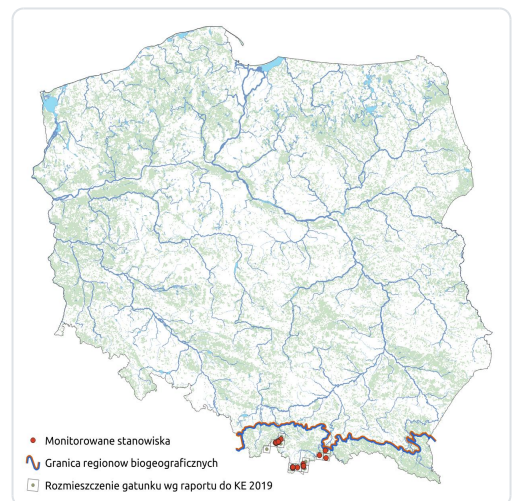 Monitorowane stanowiska
Granica regionow biogeograficznych
Rozmieszczenie gatunku wg raportu do KE 2019